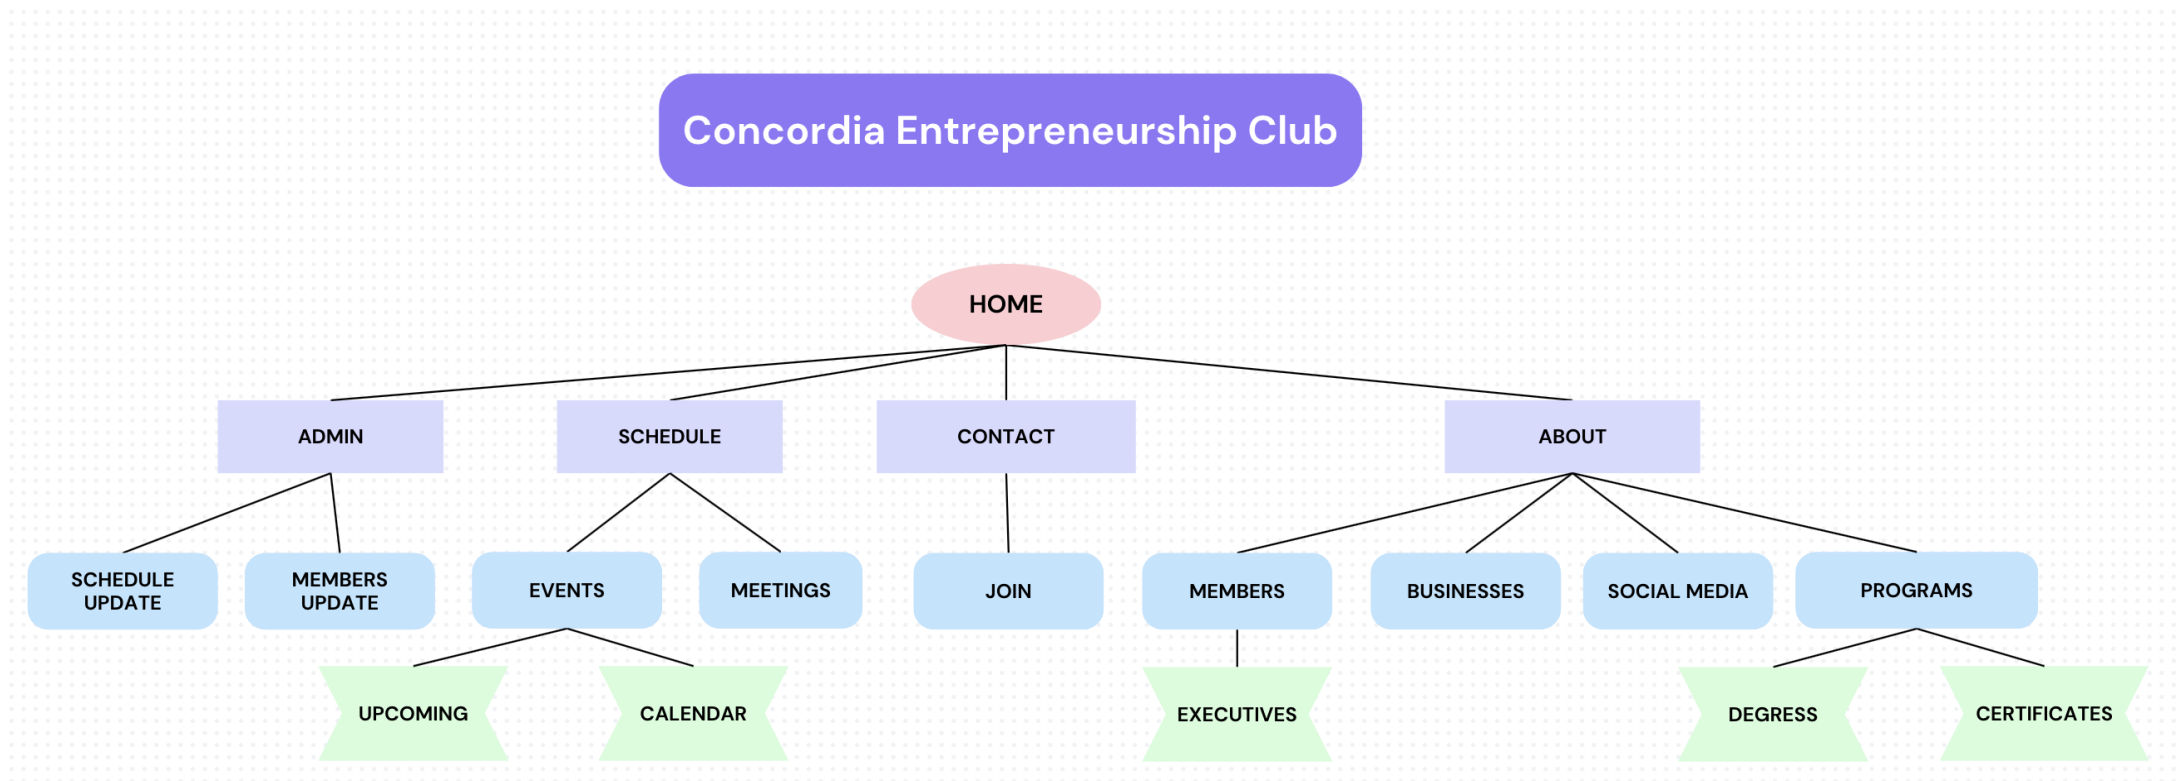 Concordia Entrepreneurship Club
HOME
ADMIN
SCHEDULE
CONTACT
ABOUT
SCHEDULE
UPDATE
MEMBERS
UPDATE
EVENTS
MEETINGS
JOIN
MEMBERS
BUSINESSES
SOCIAL MEDIA
PROGRAMS
UPCOMING
CALENDAR
EXECUTIVES
DEGRESS
CERTIFICATES